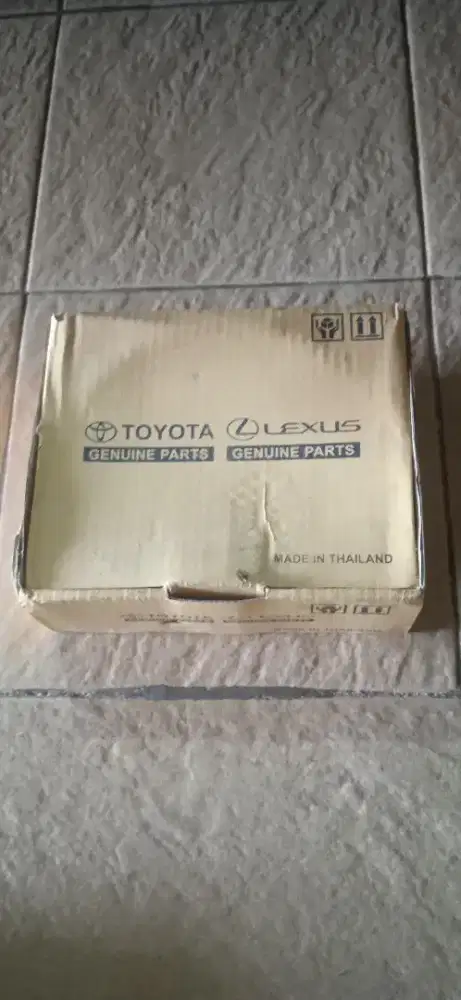 TOYOTA LEXUS
GENUINE PARTS GENUINE PARTS
MADE IN THAILAND